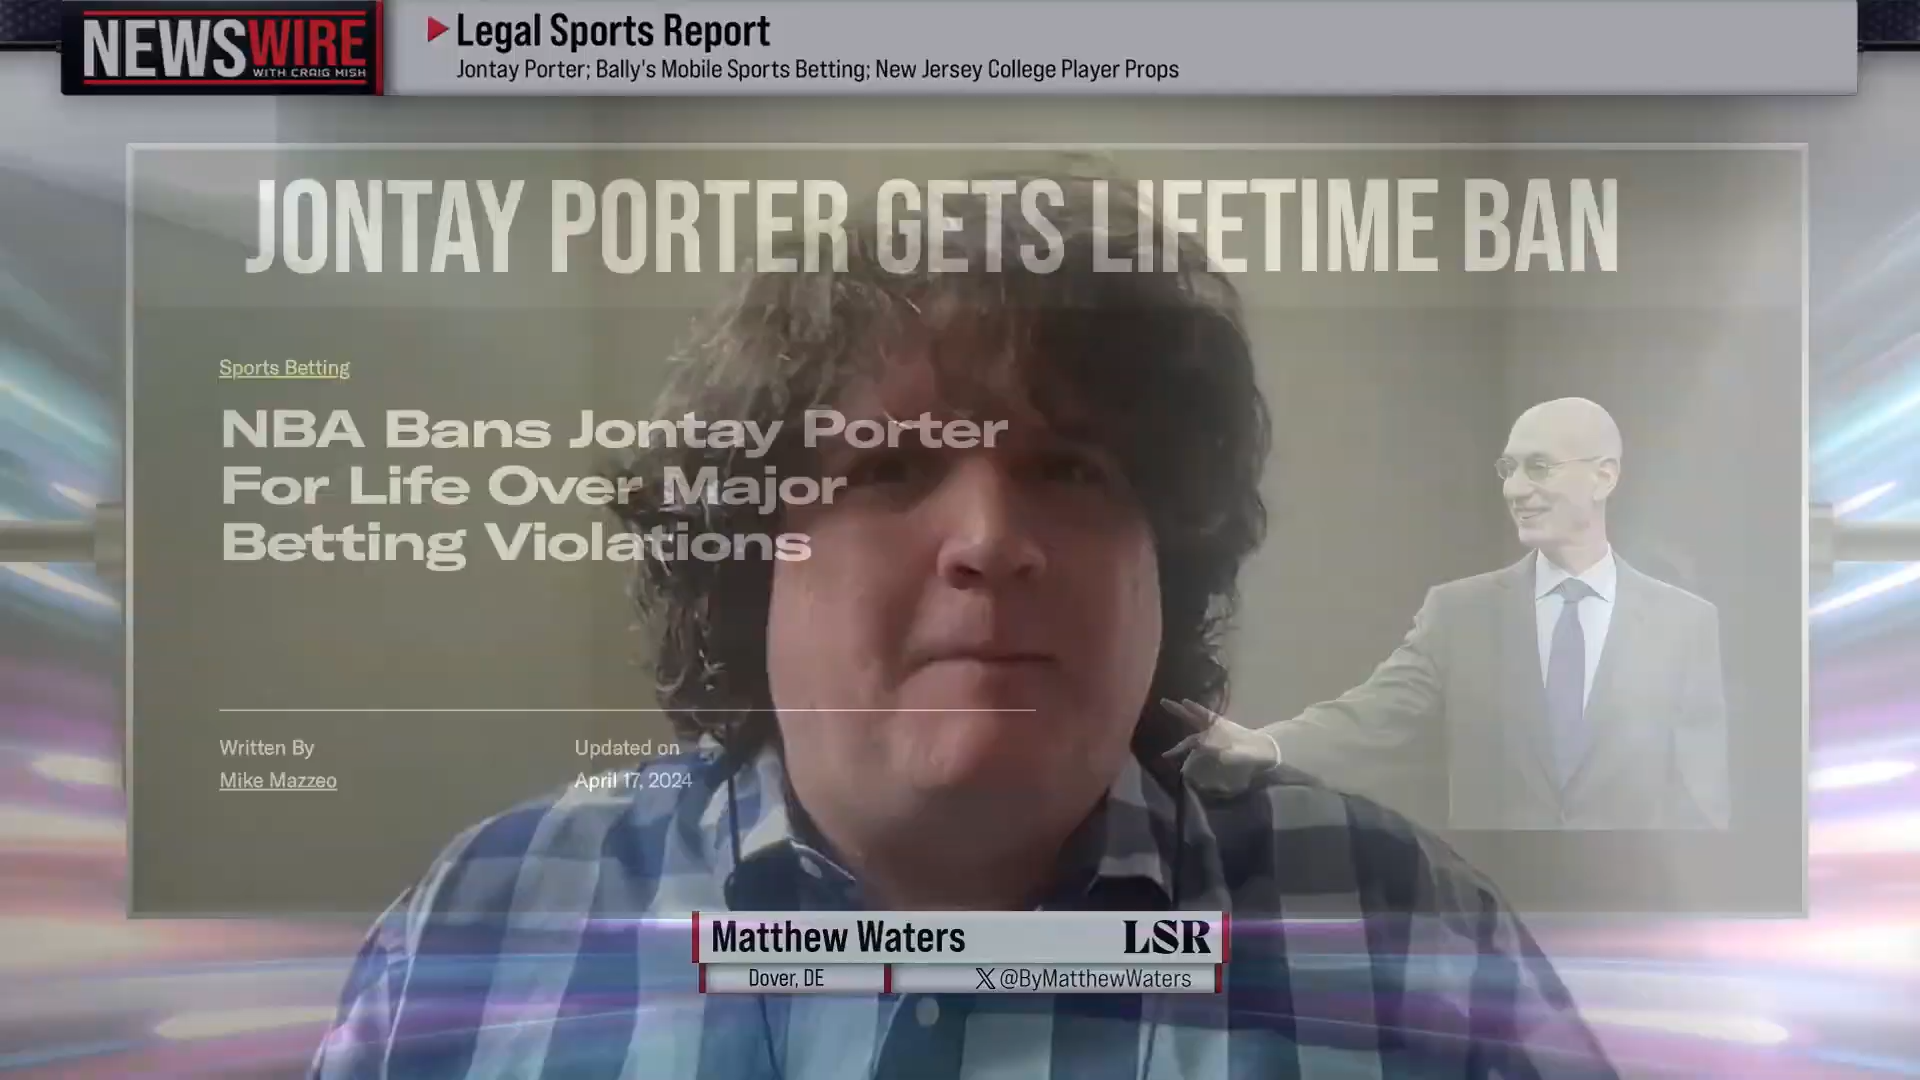 NEWSWIRE
WITH CRAIG MISH
Legal Sports Report
Jontay Porter; Bally's Mobile Sports Betting; New Jersey College Player Props
JONTAY PORTER GETS LIFETIME BAN
Sports Betting
NBA Bans Jontay Porter
For Life Over Major
Betting Violations
Written By
Updated on
Mike Mazzeo
April 17, 2024
Matthew Waters
LSR
Dover, DE
X @ByMatthewWaters